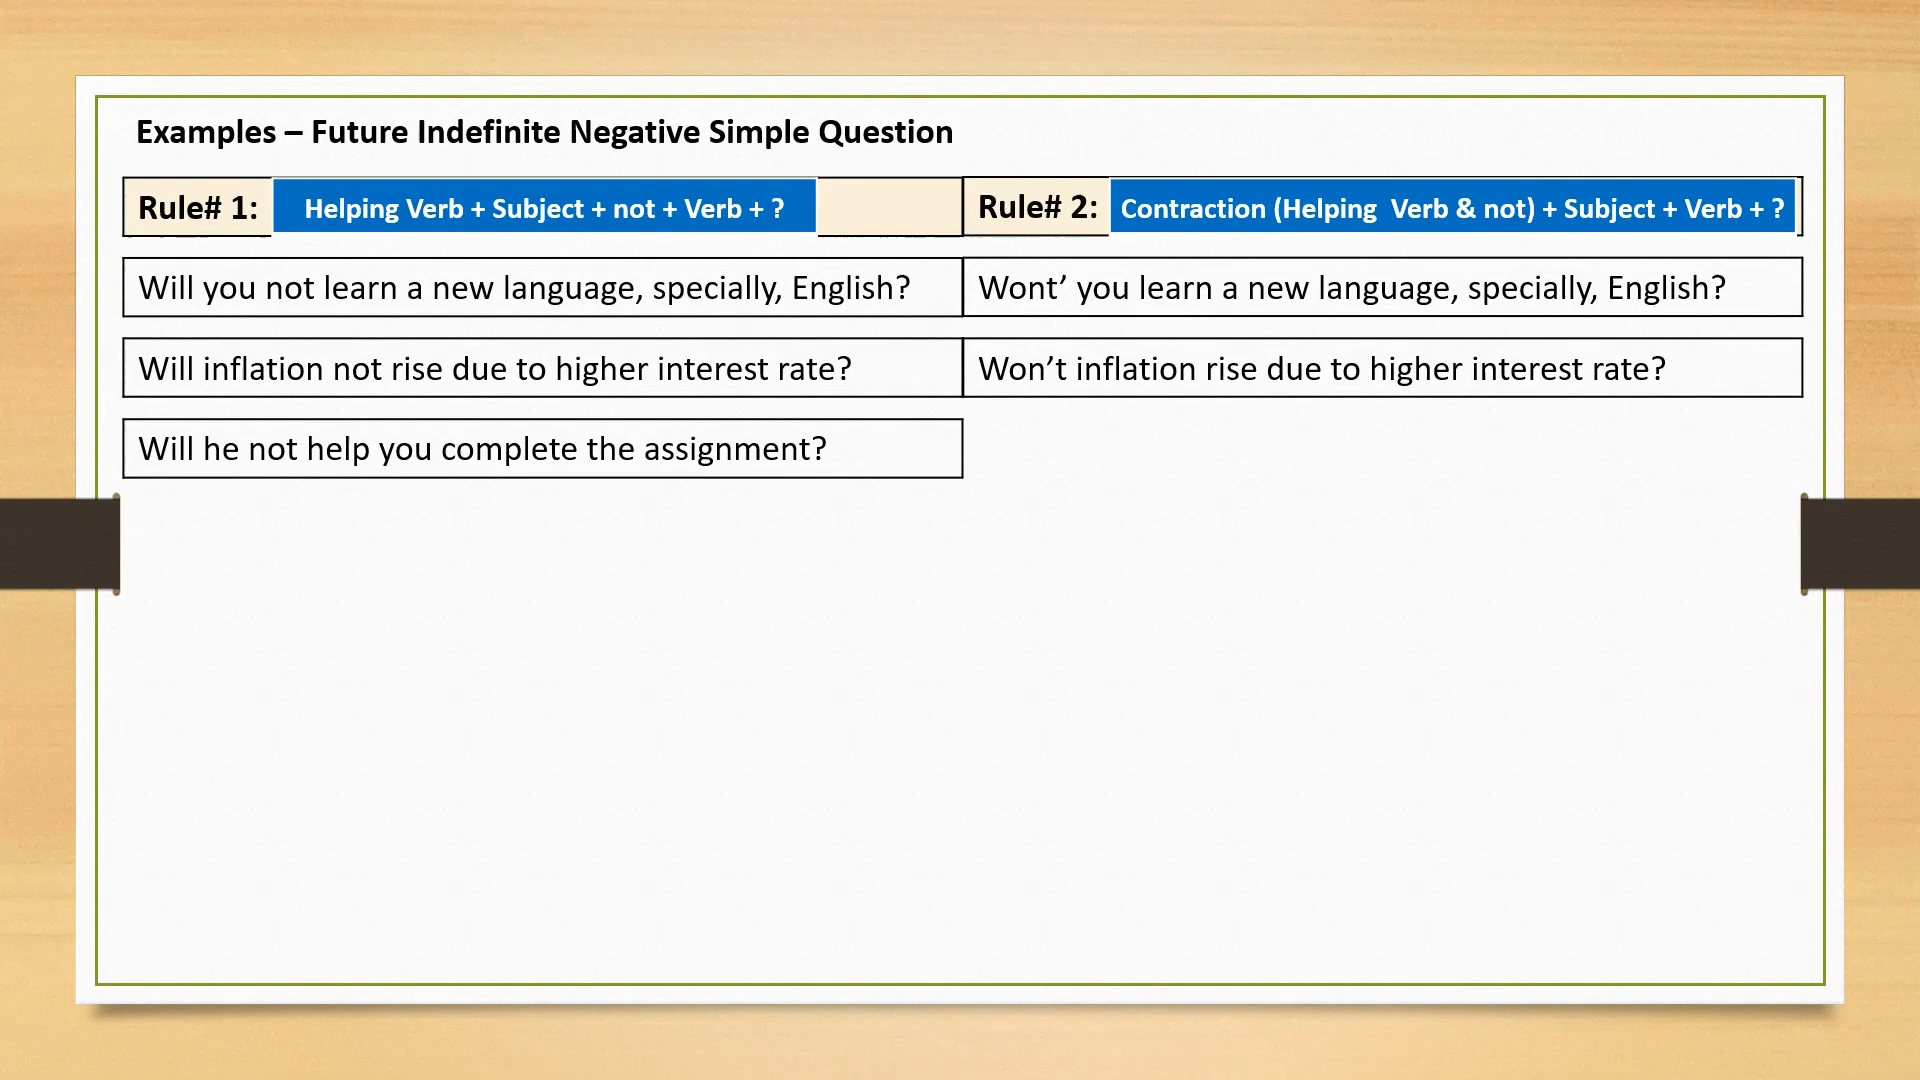 Examples – Future Indefinite Negative Simple Question
Rule# 1: Helping Verb + Subject + not + Verb + ?
Rule# 2: Contraction (Helping Verb & not) + Subject + Verb + ?
Will you not learn a new language, specially, English?
Wont’ you learn a new language, specially, English?
Will inflation not rise due to higher interest rate?
Won’t inflation rise due to higher interest rate?
Will he not help you complete the assignment?